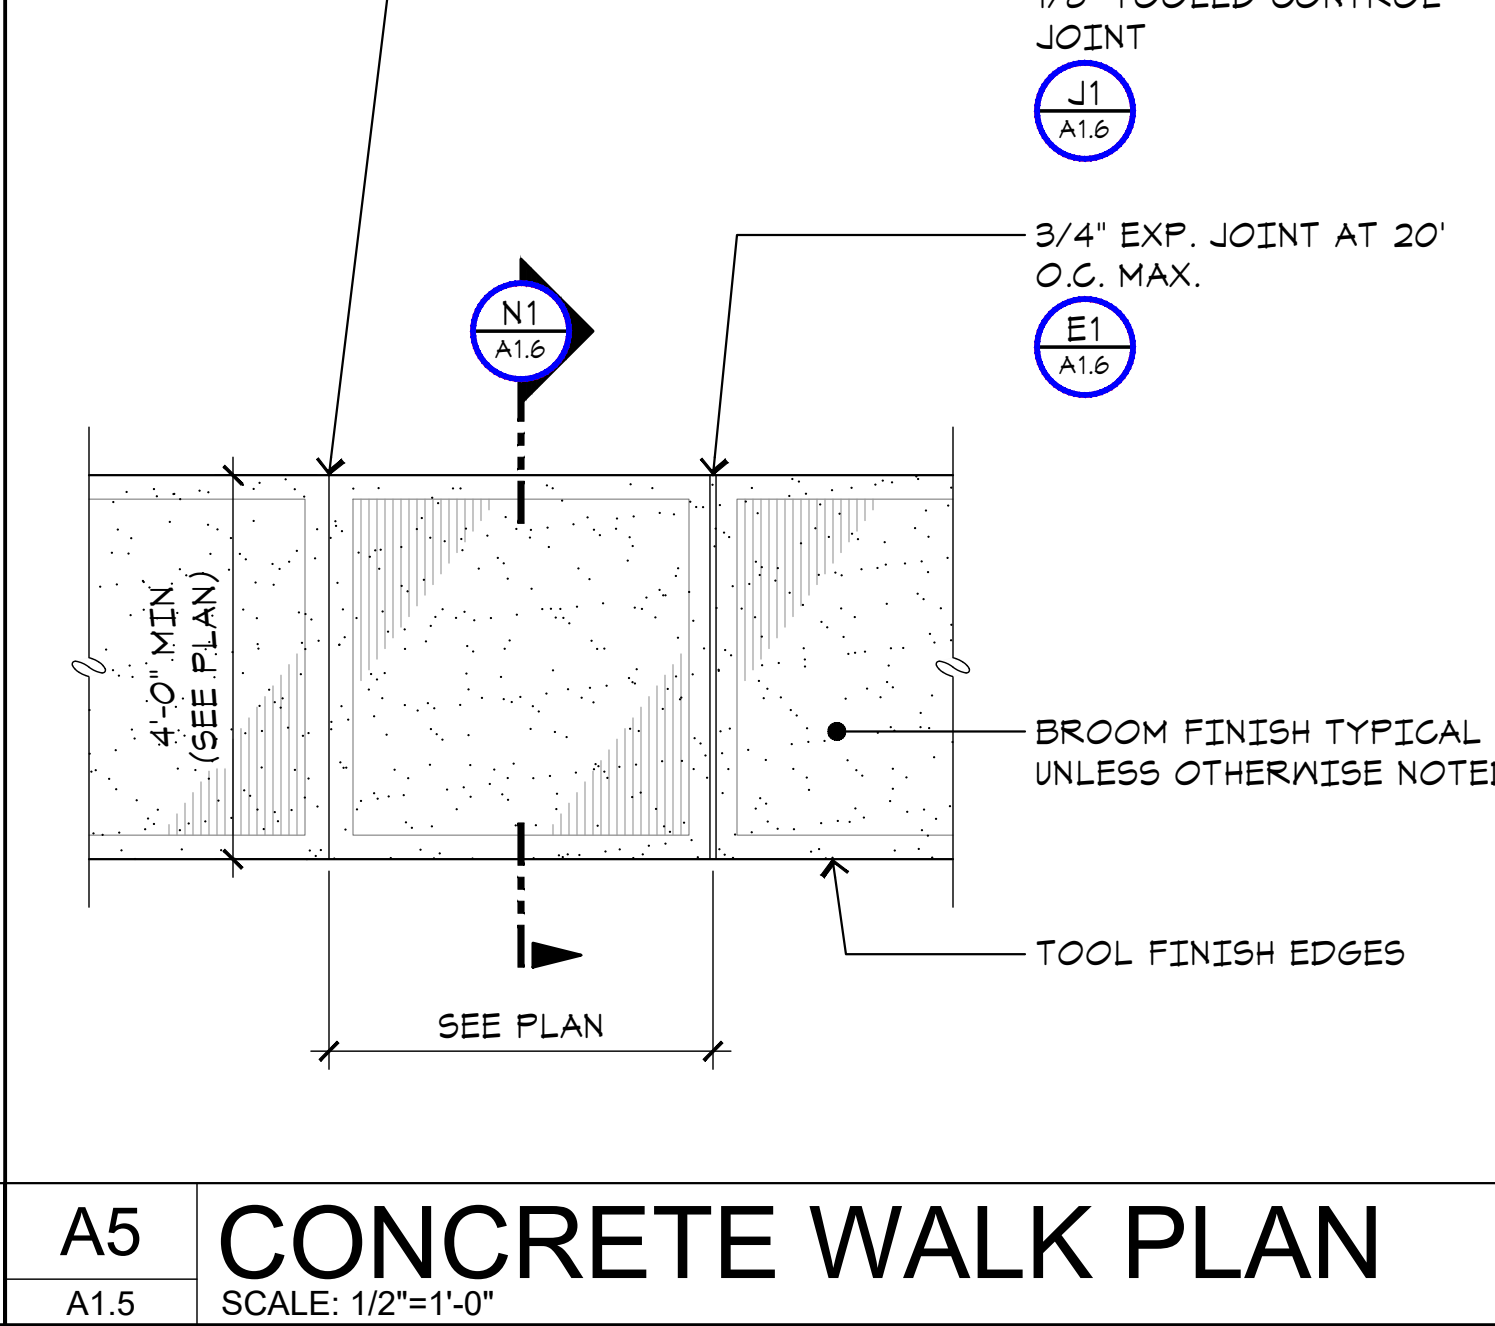 JOINT
J1
A1.6
3/4" EXP. JOINT AT 20'
O.C. MAX.
E1
A1.6
N1
A1.6
4'-0" MIN
(SEE PLAN)
BROOM FINISH TYPICAL
UNLESS OTHERWISE
TOOL FINISH EDGES
SEE PLAN
A5
A1.5
CONCRETE WALK PLAN
SCALE: 1/2"=1'-0"